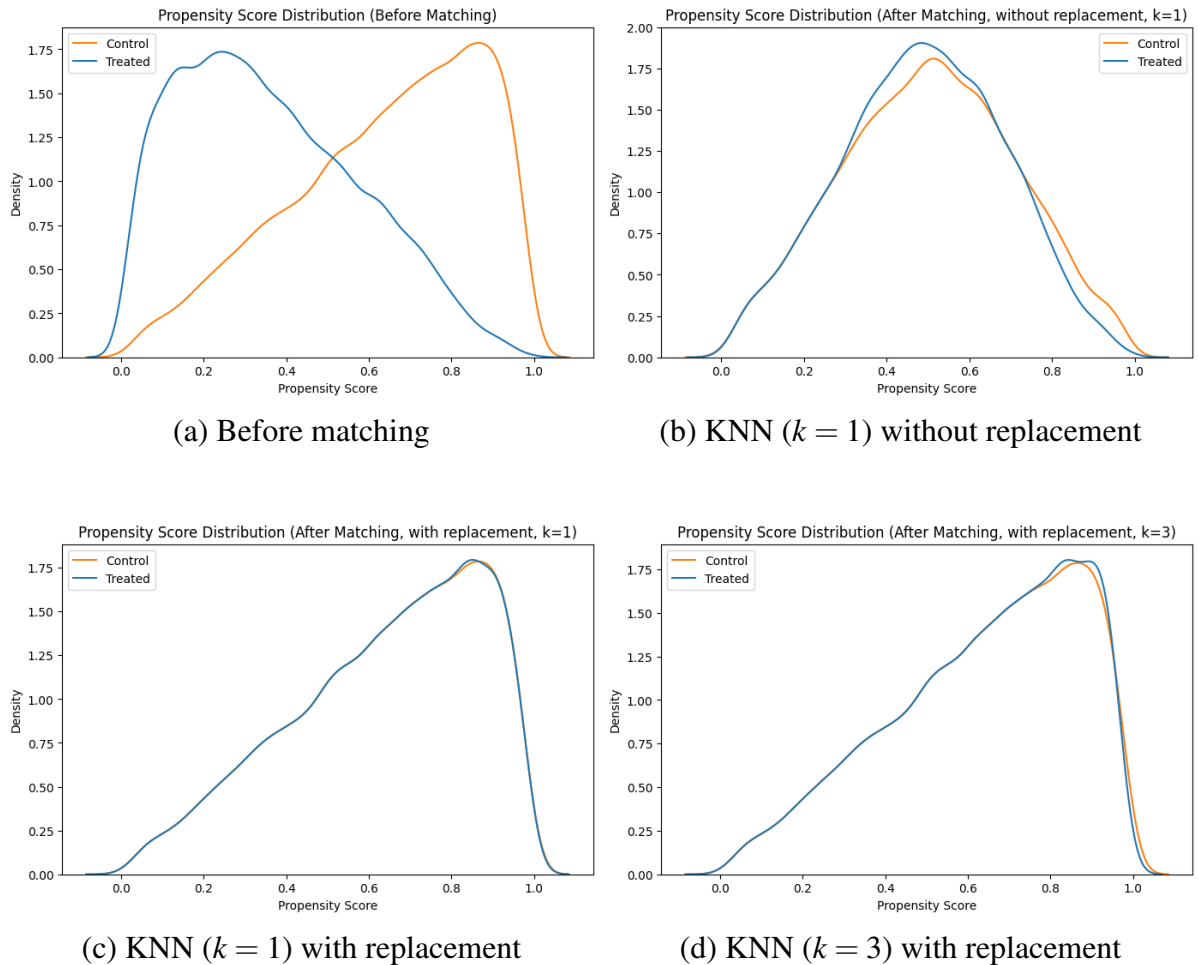 Propensity Score Distribution (Before Matching)
Control
Treated
Density
0.00
0.25
0.50
0.75
1.00
1.25
1.50
1.75
0.0 0.2 0.4 0.6 0.8 1.0
Propensity Score
(a) Before matching
Propensity Score Distribution (After Matching, without replacement, k=1)
Control
Treated
Density
0.00
0.25
0.50
0.75
1.00
1.25
1.50
1.75
2.00
0.0 0.2 0.4 0.6 0.8 1.0
Propensity Score
(b) KNN (k = 1) without replacement
Propensity Score Distribution (After Matching, with replacement, k=1)
Control
Treated
Density
0.00
0.25
0.50
0.75
1.00
1.25
1.50
1.75
0.0 0.2 0.4 0.6 0.8 1.0
Propensity Score
(c) KNN (k = 1) with replacement
Propensity Score Distribution (After Matching, with replacement, k=3)
Control
Treated
Density
0.00
0.25
0.50
0.75
1.00
1.25
1.50
1.75
0.0 0.2 0.4 0.6 0.8 1.0
Propensity Score
(d) KNN (k = 3) with replacement